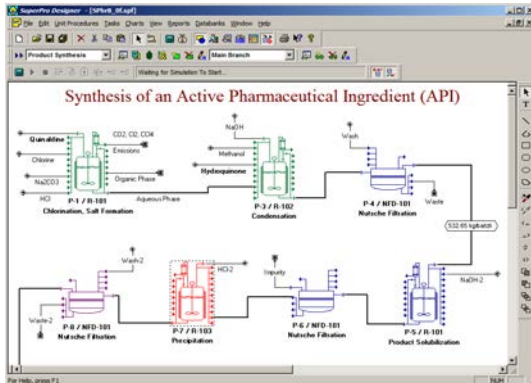 SuperPro Designer - [SPhr8_0f.spf]
File Edit Unit Procedures Tasks Charts View Reports Databanks Window Help
Product Synthesis
Main Branch
Waiting for Simulation To Start...
Synthesis of an Active Pharmaceutical Ingredient (API)
Quinaldine
CO2, Cl2, CCl4
Emissions
Chlorine
Na2CO3
Organic Phase
HCl
Aqueous Phase
P-1 / R-101
Chlorination, Salt Formation
NaOH
Methanol
Hydroquinone
P-3 / R-102
Condensation
Wash
P-4 / NFD-101
Nutsche Filtration
Waste
532.65 kg/batch
Wash-2
Waste-2
P-8 / NFD-101
Nutsche Filtration
HCl-2
P-7 / R-103
Precipitation
Impurity
P-6 / NFD-101
Nutsche Filtration
NaOH-2
P-5 / R-101
Product Solubilization
For Help, press F1
NUM